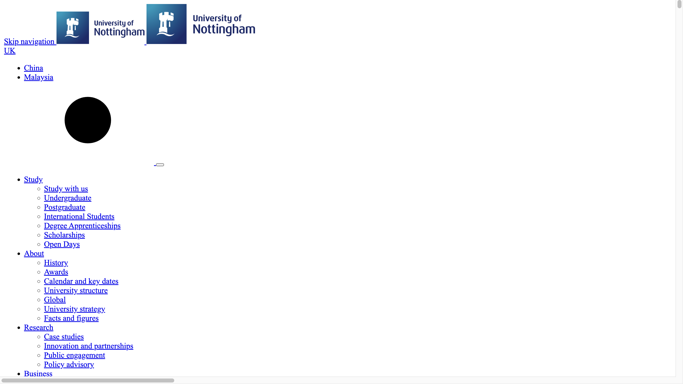 Skip navigation
University of
Nottingham
University of
Nottingham
UK
China
Malaysia
Study
Study with us
Undergraduate
Postgraduate
International Students
Degree Apprenticeships
Scholarships
Open Days
About
History
Awards
Calendar and key dates
University structure
Global
University strategy
Facts and figures
Research
Case studies
Innovation and partnerships
Public engagement
Policy advisory
Business